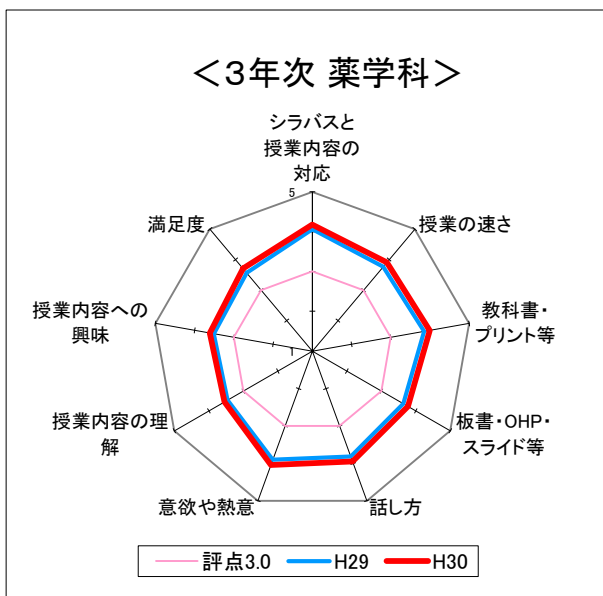 ＜3年次 薬学科＞
シラバスと
授業内容の
対応
5
授業の速さ
満足度
教科書・
プリント等
授業内容への
興味
1
板書・OHP・
スライド等
授業内容の理
解
話し方
意欲や熱意
評点3.0 H29 H30